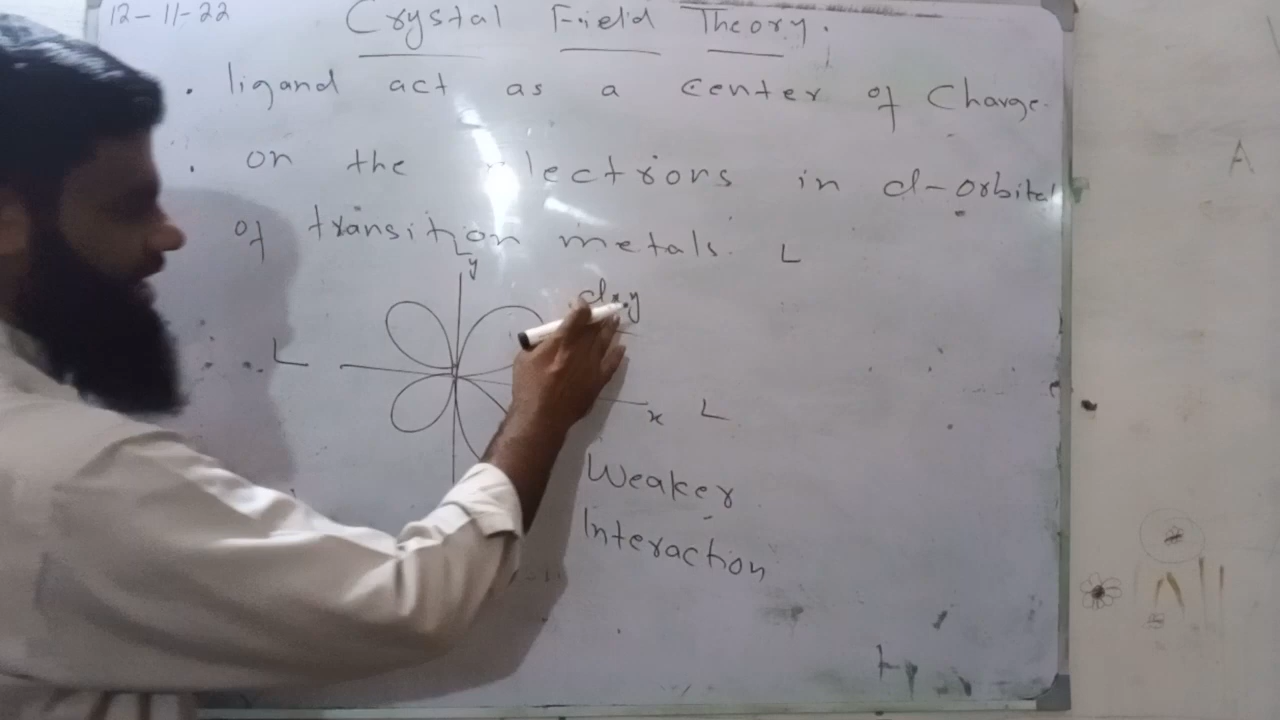 12-11-22
Crystal Field Theory.
. ligand act as a center of Charge.
. on the electrons in d-orbital
of transition metals. L
L
y
dxy
L
x L
Weaker
Interaction
A